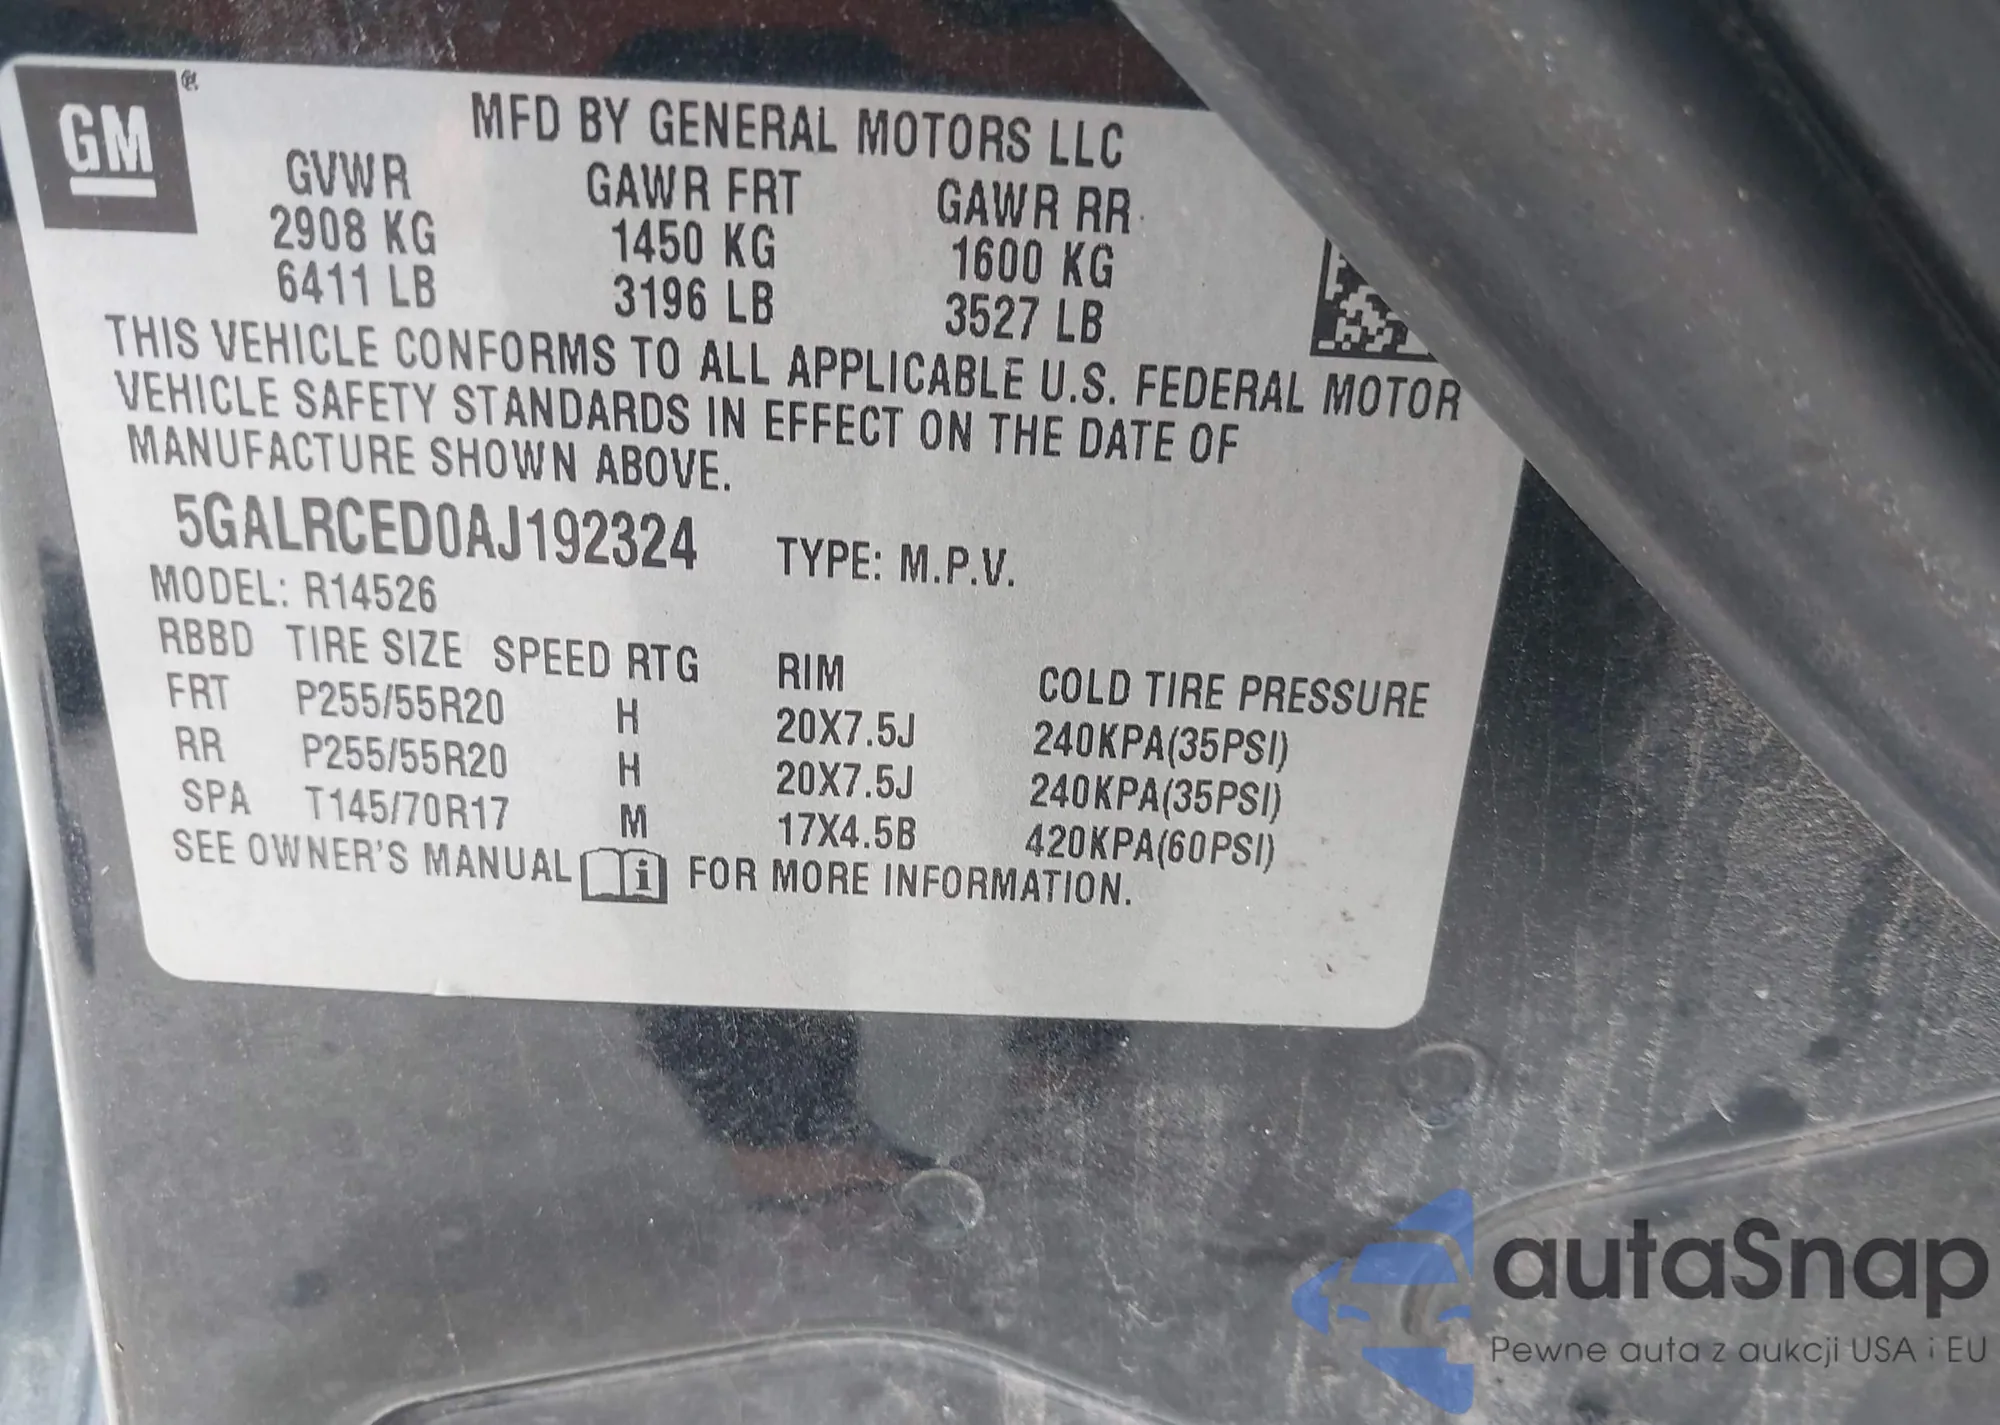 GM
MFD BY GENERAL MOTORS LLC
GVWR GAWR FRT GAWR RR
2908 KG 1450 KG 1600 KG
6411 LB 3196 LB 3527 LB
THIS VEHICLE CONFORMS TO ALL APPLICABLE U.S. FEDERAL MOTOR
VEHICLE SAFETY STANDARDS IN EFFECT ON THE DATE OF
MANUFACTURE SHOWN ABOVE.
5GALRCED0AJ192324 TYPE: M.P.V.
MODEL: R14526
RBBD TIRE SIZE SPEED RTG RIM COLD TIRE PRESSURE
FRT P255/55R20 H 20X7.5J 240KPA(35PSI)
RR P255/55R20 H 20X7.5J 240KPA(35PSI)
SPA T145/70R17 M 17X4.5B 420KPA(60PSI)
SEE OWNER'S MANUAL i FOR MORE INFORMATION.
autaSnap
Pewne auta z aukcji USA i EU